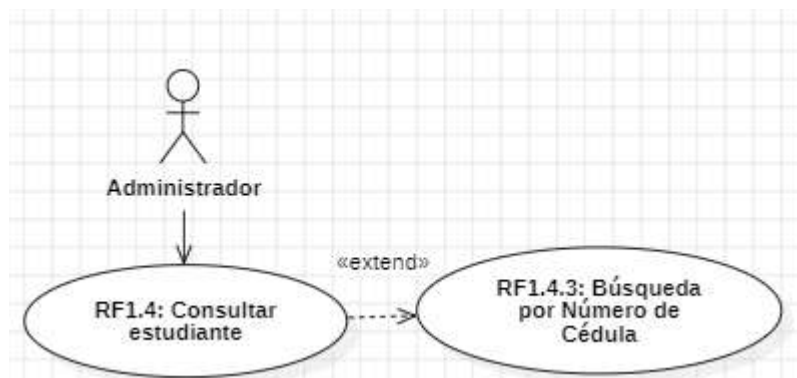 Administrador
«extend»
RF1.4: Consultar
estudiante
RF1.4.3: Búsqueda
por Número de
Cédula